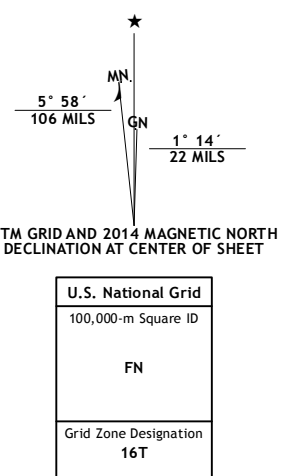 ★
MN.
5° 58´
106 MILS
GN
1° 14´
22 MILS
TM GRID AND 2014 MAGNETIC NORTH
DECLINATION AT CENTER OF SHEET
U.S. National Grid
100,000-m Square ID
FN
Grid Zone Designation
16T